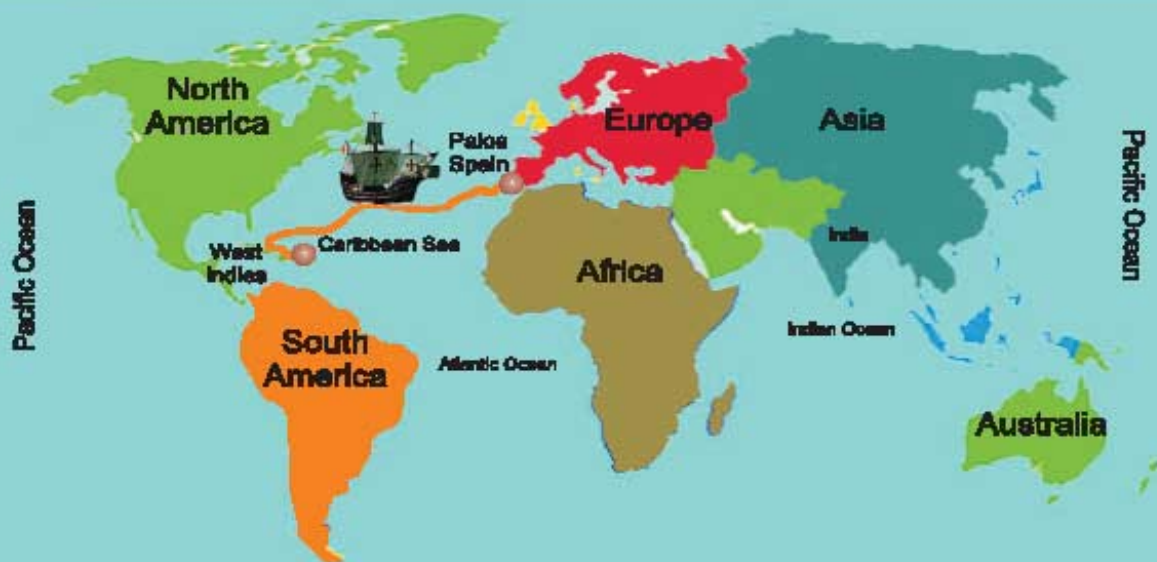 North
America
Palos
Spain
Europe
Asia
Pacific Ocean
Pacific Ocean
West
Indies
Caribbean Sea
India
Africa
Indian Ocean
South
America
Atlantic Ocean
Australia